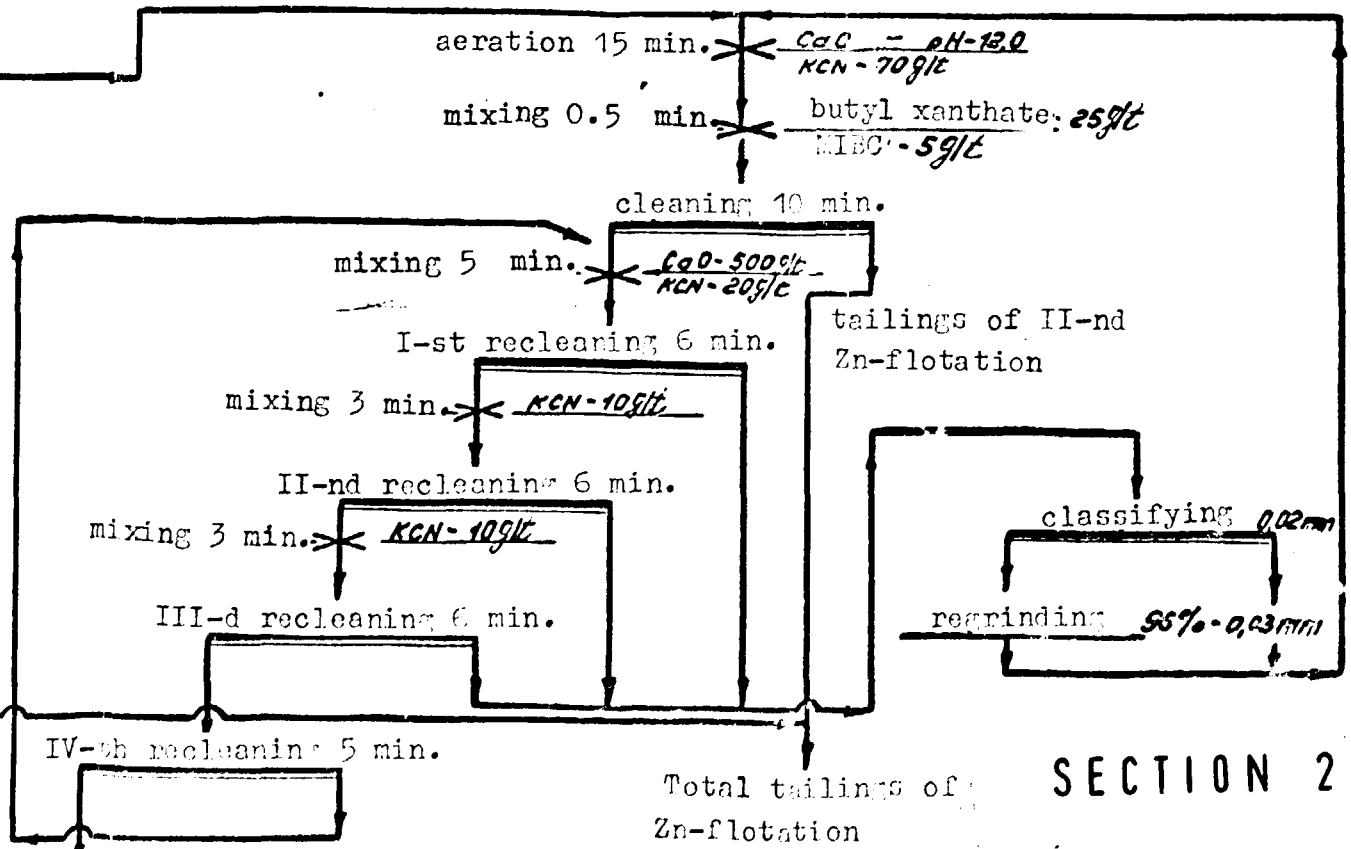 aeration 15 min.
CaO - pH-12,0
KCN - 70g/t
mixing 0.5 min.
butyl xanthate: 25g/t
MIBC - 5g/t
cleaning 10 min.
mixing 5 min.
CaO-500g/t
KCN-20g/t
tailings of II-nd
Zn-flotation
I-st recleaning 6 min.
mixing 3 min.
KCN-10g/t
II-nd recleaning 6 min.
mixing 3 min.
KCN-10g/t
classifying 0,02mm
III-d recleaning 6 min.
regrinding 95%-0,03mm
IV-th recleaning 5 min.
SECTION 2
Total tailings of
Zn-flotation